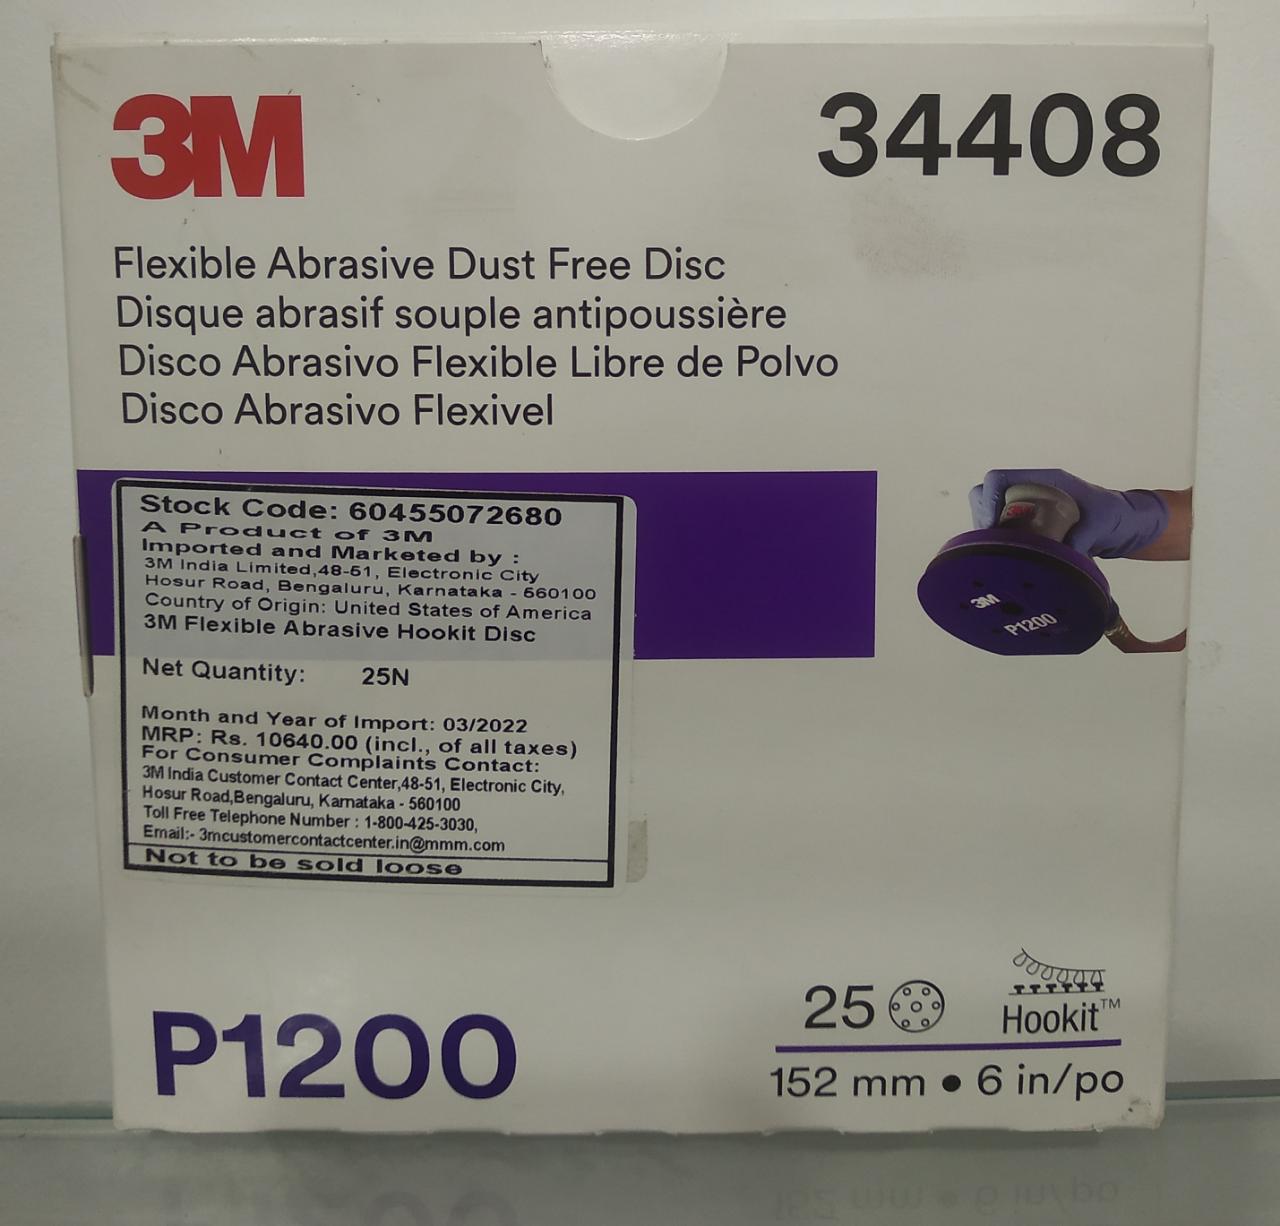 3M
34408
Flexible Abrasive Dust Free Disc
Disque abrasif souple antipoussière
Disco Abrasivo Flexible Libre de Polvo
Disco Abrasivo Flexivel
Stock Code: 60455072680
A Product of 3M
Imported and Marketed by :
3M India Limited,48-51, Electronic City
Hosur Road, Bengaluru, Karnataka - 560100
Country of Origin: United States of America
3M Flexible Abrasive Hookit Disc
Net Quantity: 25N
Month and Year of Import: 03/2022
MRP: Rs. 10640.00 (incl., of all taxes)
For Consumer Complaints Contact:
3M India Customer Contact Center,48-51, Electronic City,
Hosur Road,Bengaluru, Karnataka - 560100
Toll Free Telephone Number : 1-800-425-3030,
Email:- 3mcustomercontactcenter.in@mmm.com
Not to be sold loose
3M
3M
P1200
P1200
25
Hookit™
152 mm • 6 in/po